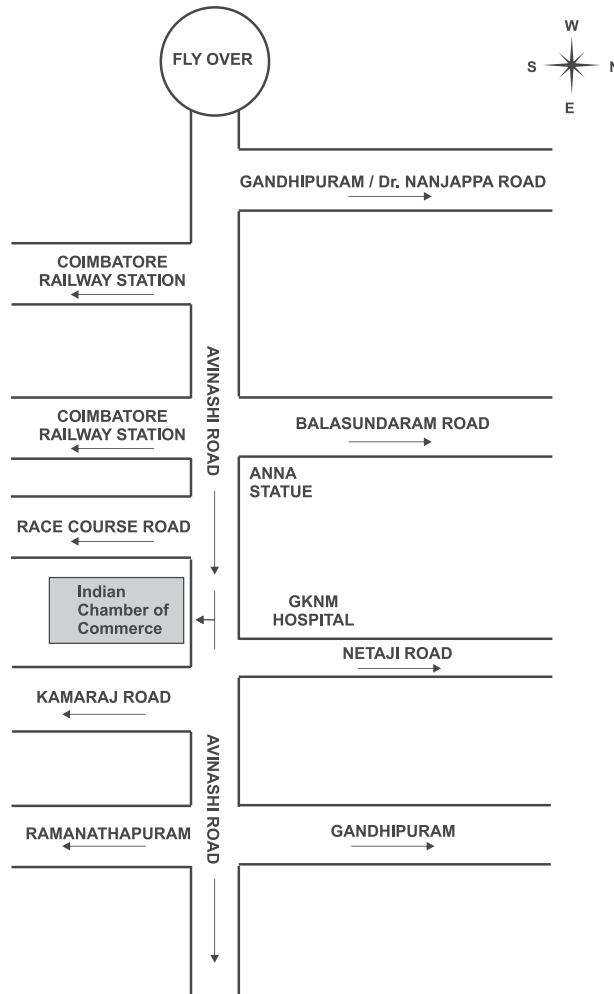 FLY OVER
W
S
N
E
GANDHIPURAM / Dr. NANJAPPA ROAD
COIMBATORE
RAILWAY STATION
AVINASHI ROAD
COIMBATORE
RAILWAY STATION
BALASUNDARAM ROAD
ANNA
STATUE
RACE COURSE ROAD
Indian
Chamber of
Commerce
GKNM
HOSPITAL
NETAJI ROAD
KAMARAJ ROAD
AVINASHI ROAD
RAMANATHAPURAM
GANDHIPURAM